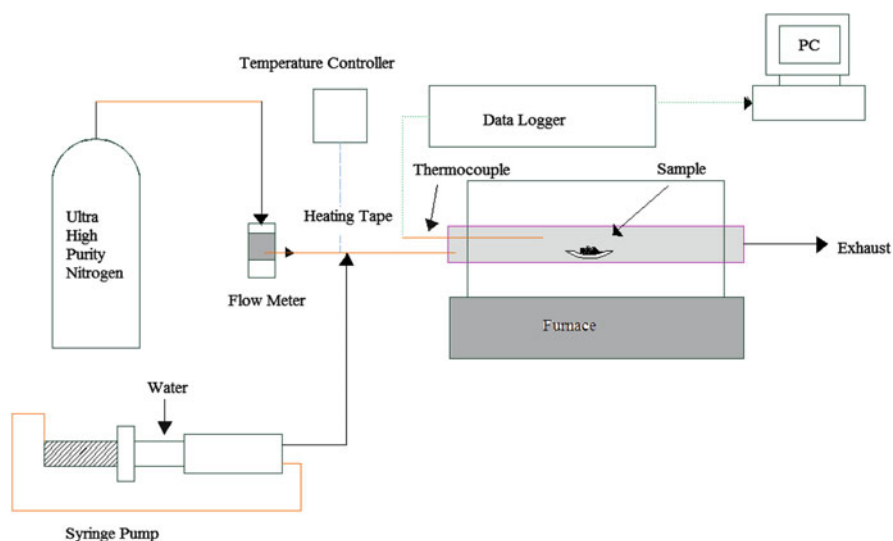 PC
Temperature Controller
Data Logger
Thermocouple
Sample
Ultra
High
Purity
Nitrogen
Heating Tape
Exhaust
Flow Meter
Furnace
Water
Syringe Pump